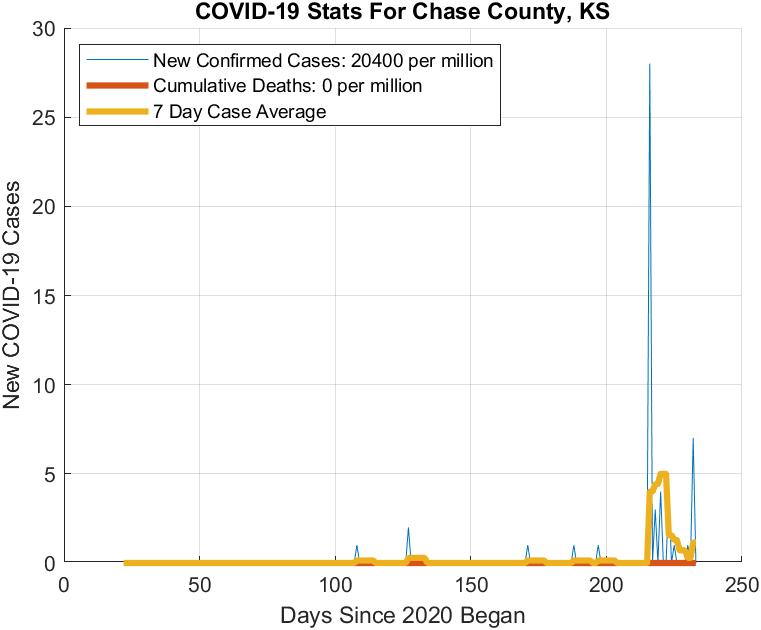 COVID-19 Stats For Chase County, KS
New Confirmed Cases: 20400 per million
Cumulative Deaths: 0 per million
7 Day Case Average
New COVID-19 Cases
30
25
20
15
10
5
0
0 50 100 150 200 250
Days Since 2020 Began